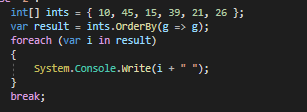 int[] ints = { 10, 45, 15, 39, 21, 26 };
var result = ints.OrderBy(g => g);
foreach (var i in result)
{
System.Console.Write(i + " ");
}
break;